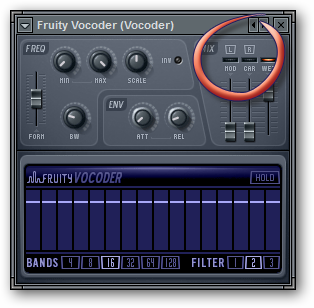 Fruity Vocoder (Vocoder)
FREQ
MIX
L R
INV
MIN MAX SCALE
MOD CAR WET
ENV
FORM BW ATT REL
FRUITY VOCODER HOLD
BANDS 4 8 16 32 64 128 FILTER 1 2 3